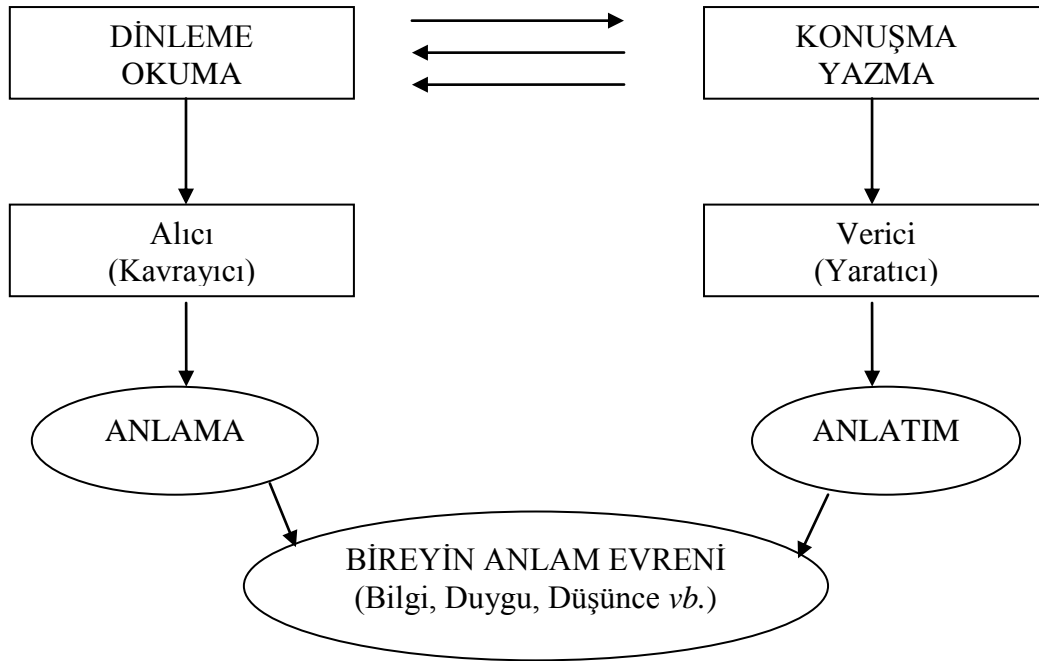 DİNLEME
OKUMA
KONUŞMA
YAZMA
Alıcı
(Kavrayıcı)
Verici
(Yaratıcı)
ANLAMA
ANLATIM
BİREYİN ANLAM EVRENİ
(Bilgi, Duygu, Düşünce vb.)